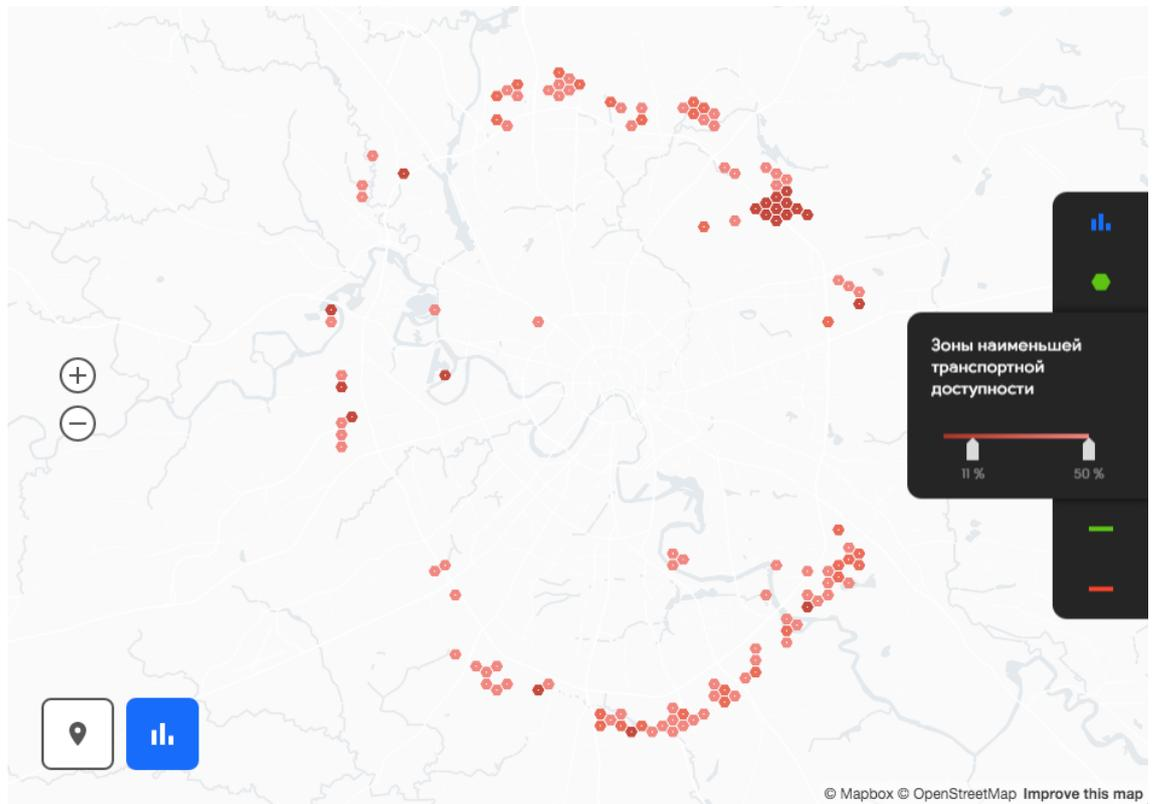 Зоны наименьшей
транспортной
доступности
11 %
50 %
© Mapbox © OpenStreetMap Improve this map